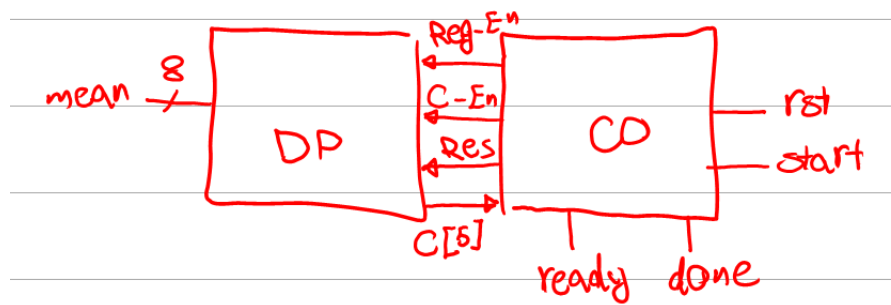 Reg-En
8
mean
C-En
rst
DP
CO
Res
start
C[5]
ready done